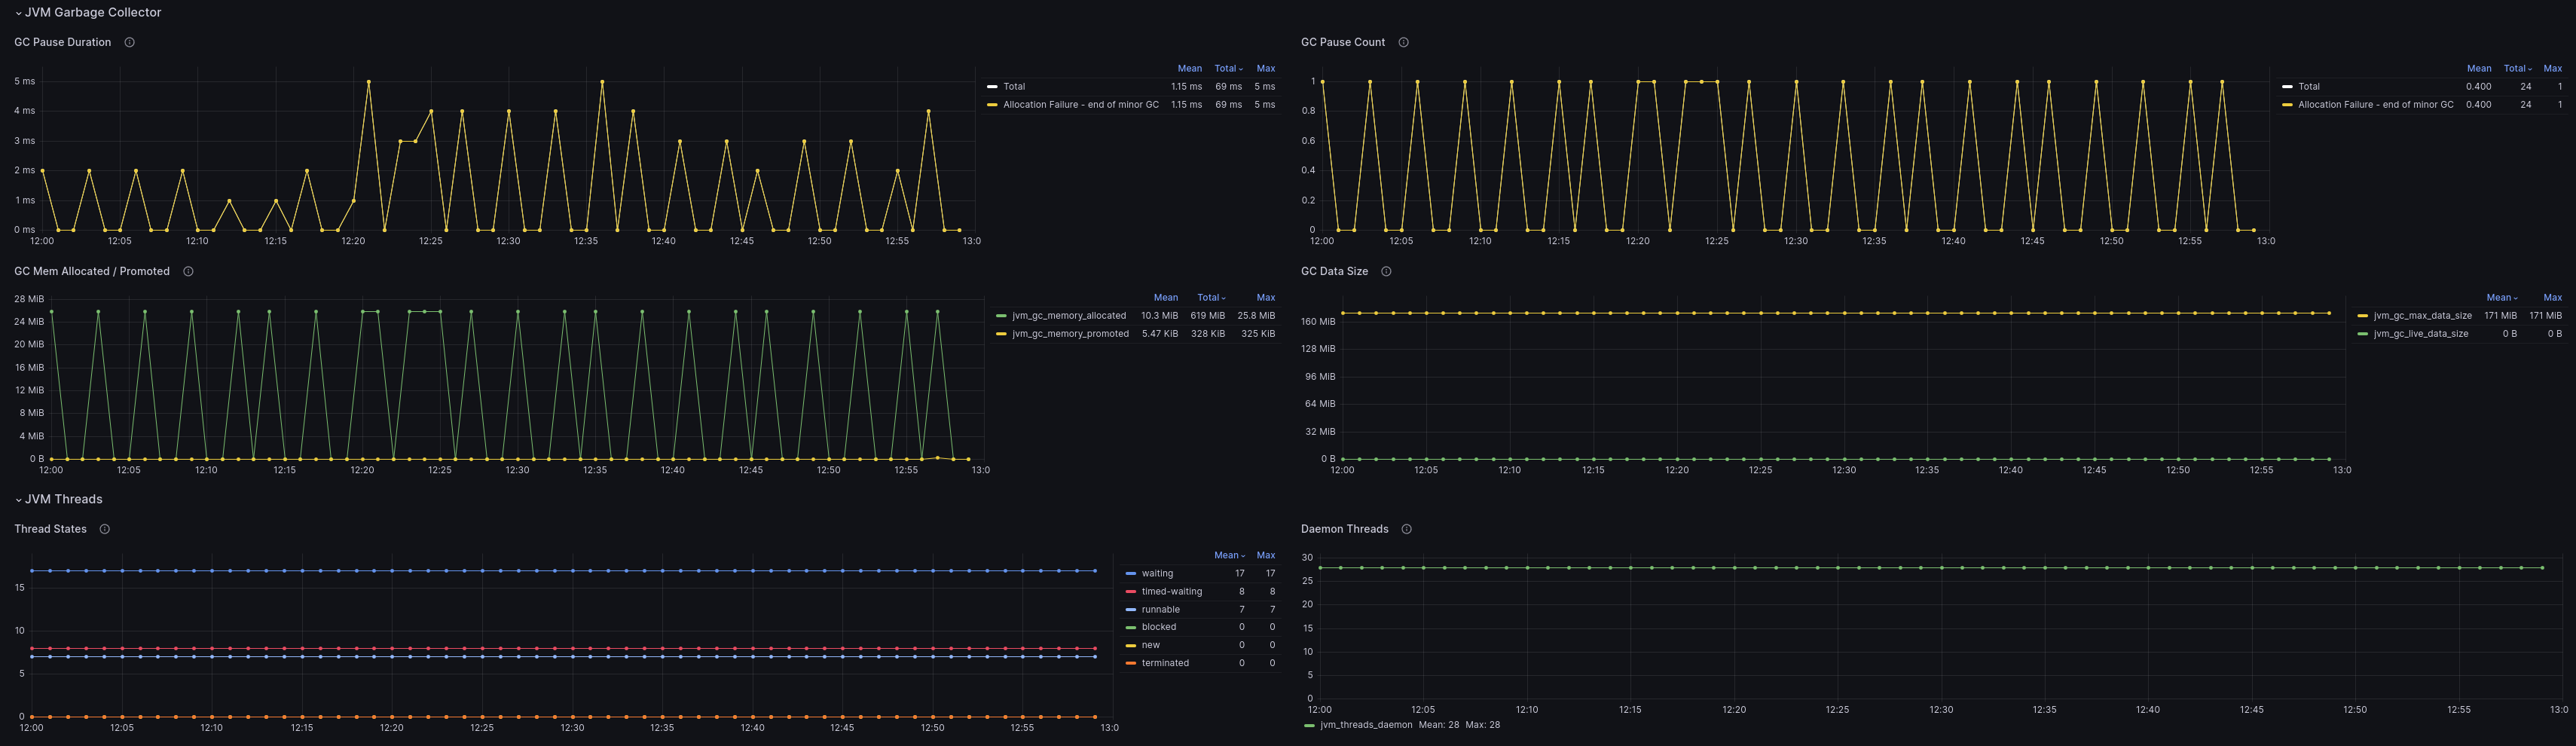 JVM Garbage Collector
GC Pause Duration
5 ms
4 ms
3 ms
2 ms
1 ms
0 ms
12:00 12:05 12:10 12:15 12:20 12:25 12:30 12:35 12:40 12:45 12:50 12:55 13:0
Mean Total Max
Total 1.15 ms 69 ms 5 ms
Allocation Failure - end of minor GC 1.15 ms 69 ms 5 ms
GC Pause Count
1
0.8
0.6
0.4
0.2
0
12:00 12:05 12:10 12:15 12:20 12:25 12:30 12:35 12:40 12:45 12:50 12:55 13:0
Mean Total Max
Total 0.400 24 1
Allocation Failure - end of minor GC 0.400 24 1
GC Mem Allocated / Promoted
28 MiB
24 MiB
20 MiB
16 MiB
12 MiB
8 MiB
4 MiB
0 B
12:00 12:05 12:10 12:15 12:20 12:25 12:30 12:35 12:40 12:45 12:50 12:55 13:0
Mean Total Max
jvm_gc_memory_allocated 10.3 MiB 619 MiB 25.8 MiB
jvm_gc_memory_promoted 5.47 KiB 328 KiB 325 KiB
GC Data Size
160 MiB
128 MiB
96 MiB
64 MiB
32 MiB
0 B
12:00 12:05 12:10 12:15 12:20 12:25 12:30 12:35 12:40 12:45 12:50 12:55 13:0
Mean Max
jvm_gc_max_data_size 171 MiB 171 MiB
jvm_gc_live_data_size 0 B 0 B
JVM Threads
Thread States
15
10
5
0
12:00 12:05 12:10 12:15 12:20 12:25 12:30 12:35 12:40 12:45 12:50 12:55 13:0
Mean Max
waiting 17 17
timed-waiting 8 8
runnable 7 7
blocked 0 0
new 0 0
terminated 0 0
Daemon Threads
30
25
20
15
10
5
0
12:00 12:05 12:10 12:15 12:20 12:25 12:30 12:35 12:40 12:45 12:50 12:55 13:0
jvm_threads_daemon Mean: 28 Max: 28